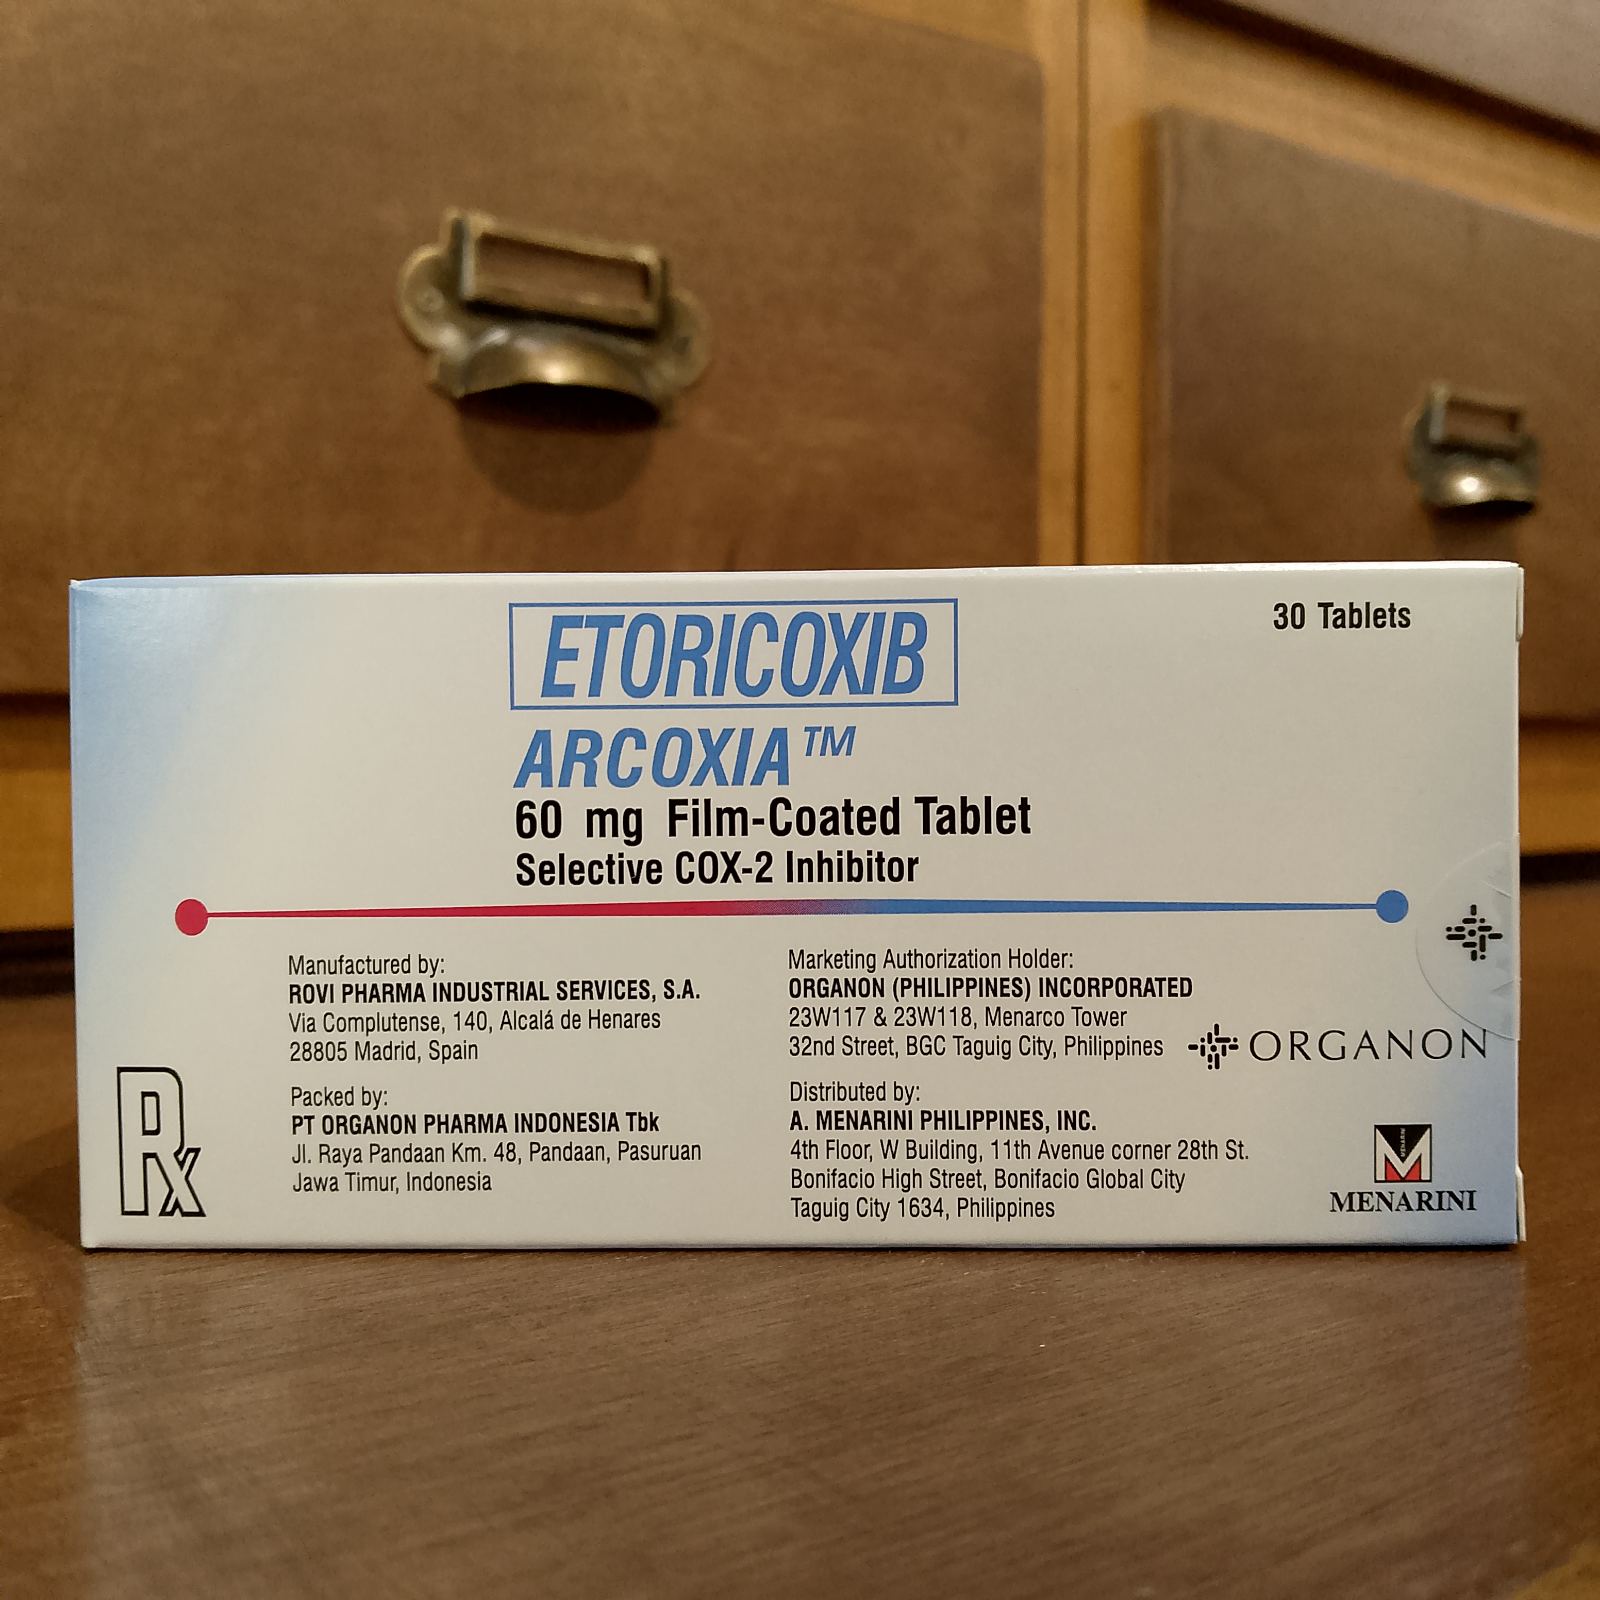 ETORICOXIB
30 Tablets
ARCOXIA™
60 mg Film-Coated Tablet
Selective COX-2 Inhibitor
Manufactured by:
ROVI PHARMA INDUSTRIAL SERVICES, S.A.
Via Complutense, 140, Alcalá de Henares
28805 Madrid, Spain
Packed by:
PT ORGANON PHARMA INDONESIA Tbk
Jl. Raya Pandaan Km. 48, Pandaan, Pasuruan
Jawa Timur, Indonesia
Rx
Marketing Authorization Holder:
ORGANON (PHILIPPINES) INCORPORATED
23W117 & 23W118, Menarco Tower
32nd Street, BGC Taguig City, Philippines
ORGANON
Distributed by:
A. MENARINI PHILIPPINES, INC.
4th Floor, W Building, 11th Avenue corner 28th St.
Bonifacio High Street, Bonifacio Global City
Taguig City 1634, Philippines
MENARINI
MENARINI